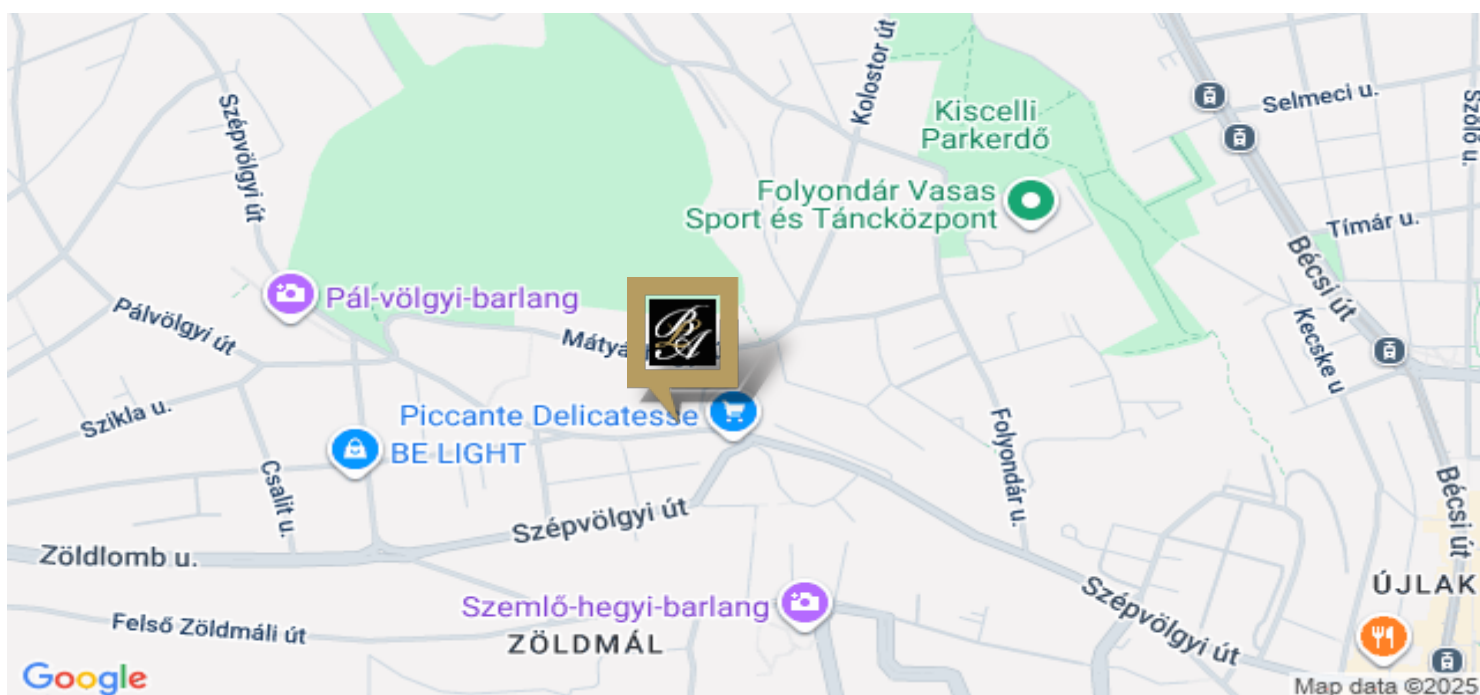 Kolostor út
Selmeci u.
Szőlő u.
Kiscelli
Parkerdő
Szépvölgyi út
Folyondár Vasas
Sport és Táncközpont
Tímár u.
Bécsi út
Pál-völgyi-barlang
Pálvölgyi út
Kecske u
Piccante Delicatesse
Szikla u.
BE LIGHT
Folyondár u.
Csalit u.
Bécsi út
Szépvölgyi út
Zöldlomb u.
ÚJLAK
Szépvölgyi út
Szemlő-hegyi-barlang
Felső Zöldmáli út
ZÖLDMÁL
Google
Map data ©2025